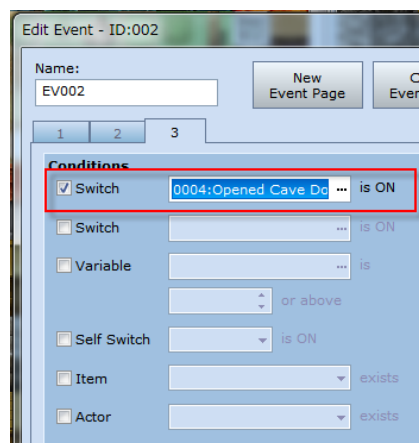 Edit Event - ID:002
Name:
EV002
New
Event Page
1 2 3
Conditions
Switch 0004:Opened Cave Do ... is ON
Switch ... is ON
Variable ... is
or above
Self Switch is ON
Item exists
Actor exists